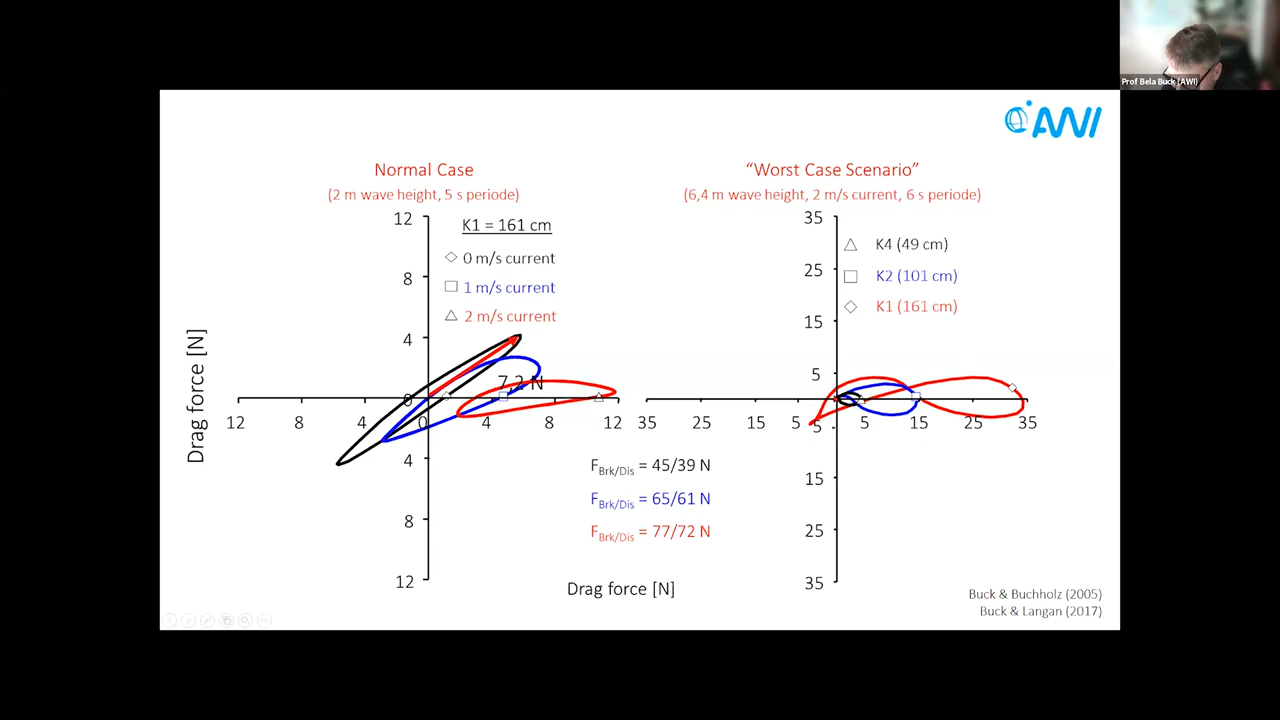 Prof Bela Buck (AWI)
AWI
Normal Case
(2 m wave height, 5 s periode)
"Worst Case Scenario"
(6,4 m wave height, 2 m/s current, 6 s periode)
K1 = 161 cm
0 m/s current
1 m/s current
2 m/s current
K4 (49 cm)
K2 (101 cm)
K1 (161 cm)
Drag force [N]
12
8
4
0
4
8
12
12
8
4
0
4
8
12
7,2 N
35
25
15
5
5
15
25
35
35
25
15
5
5
15
25
35
F Brk/Dis = 45/39 N
F Brk/Dis = 65/61 N
F Brk/Dis = 77/72 N
Drag force [N]
Buck & Buchholz (2005)
Buck & Langan (2017)